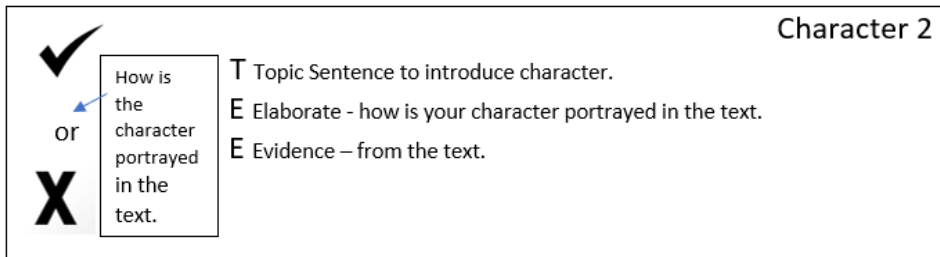 Character 2
How is
the
character
portrayed
in the
text.
or
T Topic Sentence to introduce character.
E Elaborate - how is your character portrayed in the text.
E Evidence – from the text.